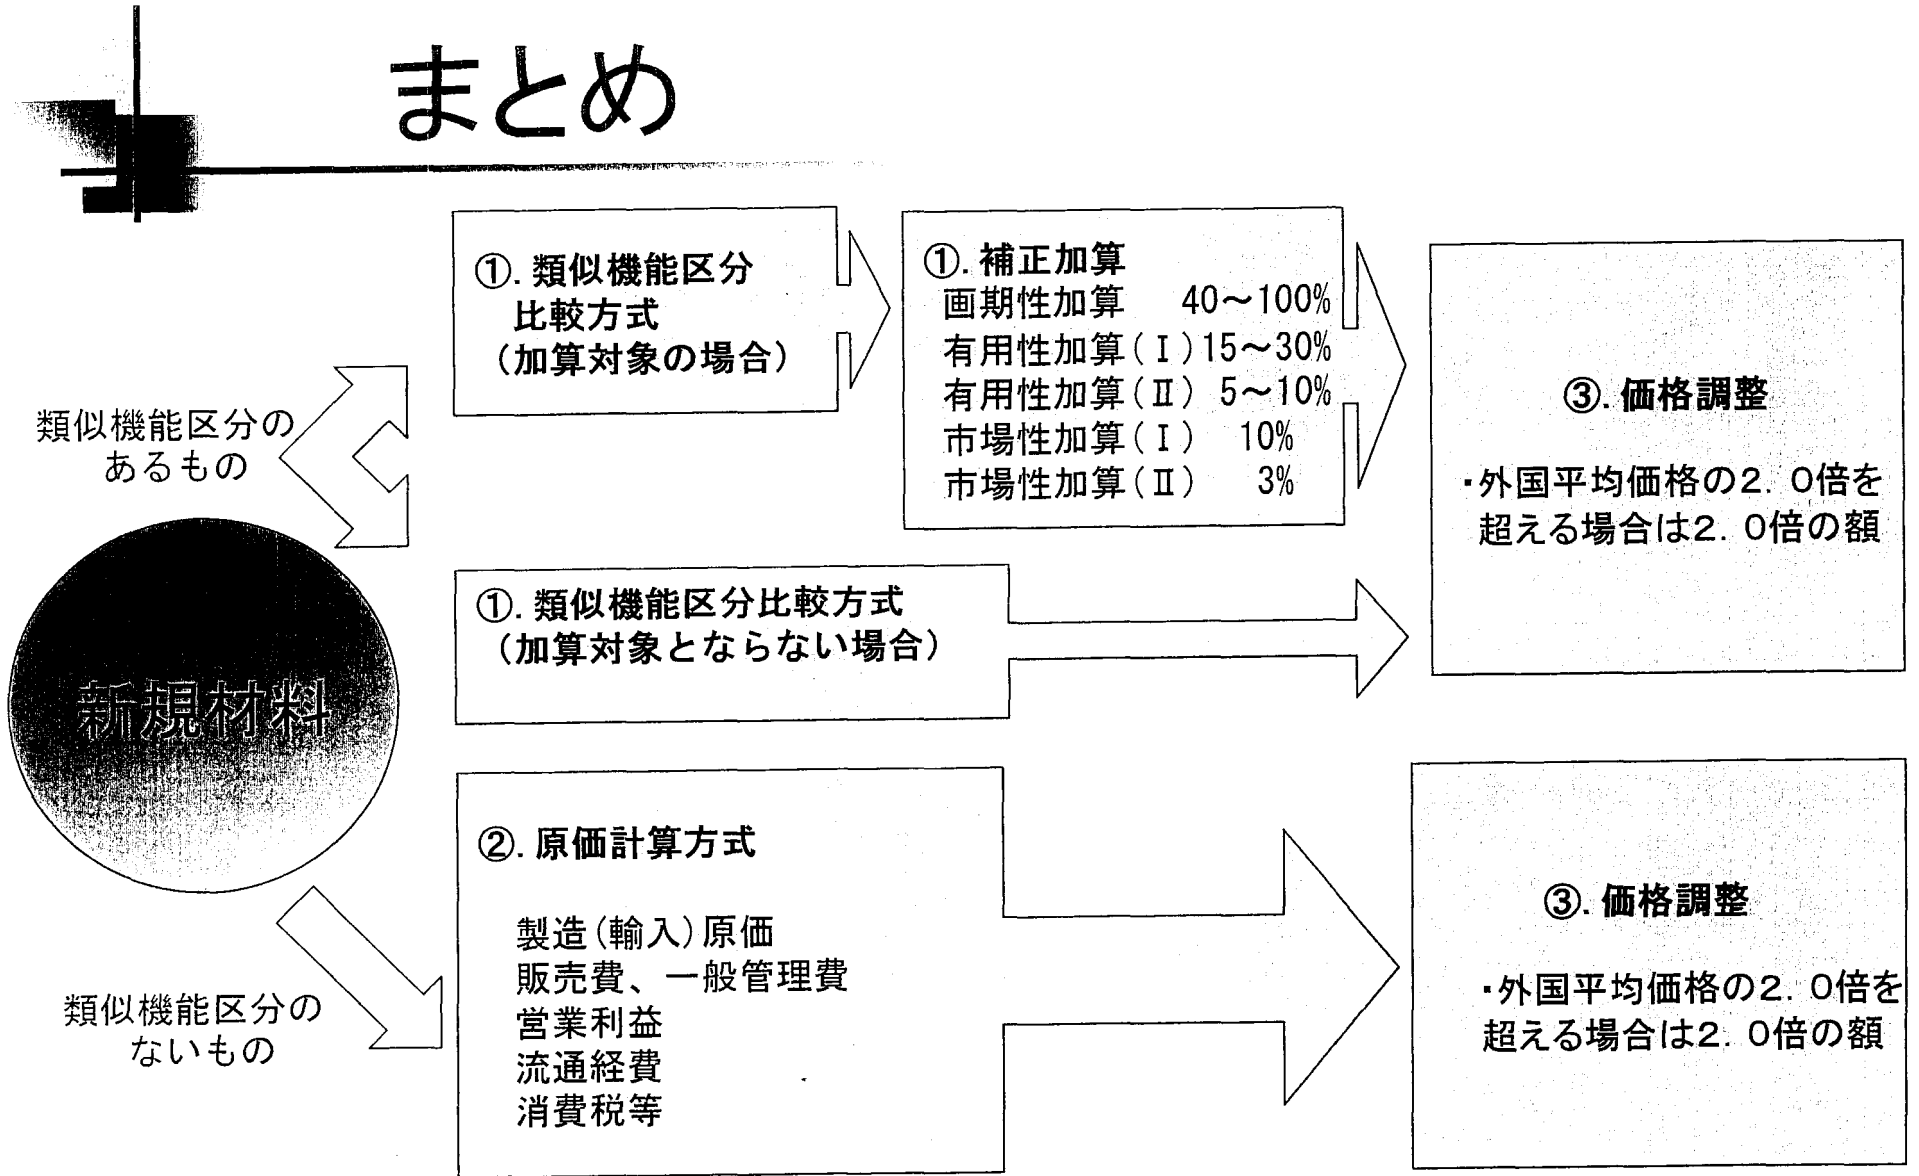 まとめ
類似機能区分の
あるもの
新規材料
類似機能区分の
ないもの
①. 類似機能区分
比較方式
(加算対象の場合)
①. 補正加算
画期性加算 40~100%
有用性加算(Ⅰ)15~30%
有用性加算(Ⅱ) 5~10%
市場性加算(Ⅰ) 10%
市場性加算(Ⅱ) 3%
①. 類似機能区分比較方式
(加算対象とならない場合)
③. 価格調整
・外国平均価格の2. 0倍を
超える場合は2. 0倍の額
②. 原価計算方式
製造(輸入)原価
販売費、一般管理費
営業利益
流通経費
消費税等
③. 価格調整
・外国平均価格の2. 0倍を
超える場合は2. 0倍の額